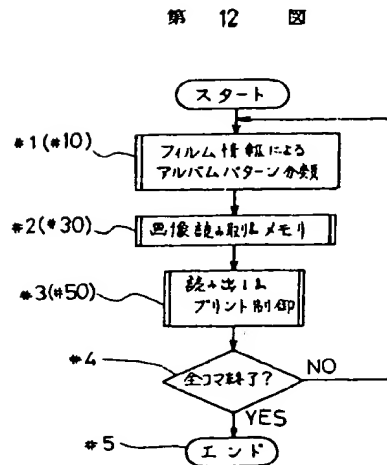 第 12 図
スタート
#1(#10)
フィルム情報による
アルバムパターン分類
#2(#30)
画像読み取り&メモリ
#3(#50)
読み出し&
プリント制御
#4
全コマ終了?
NO
YES
#5
エンド